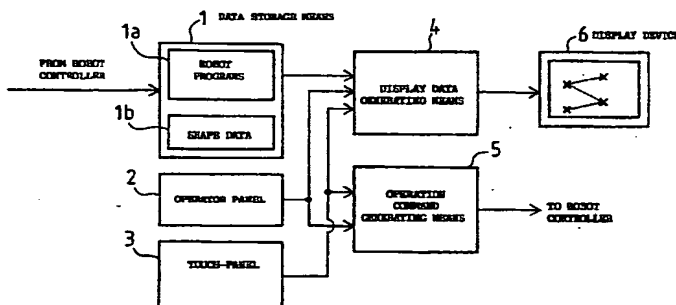 1 DATA STORAGE MEANS
1a
ROBOT
PROGRAMS
FROM ROBOT
CONTROLLER
1b
SHAPE DATA
2
OPERATOR PANEL
3
TOUCH-PANEL
4
DISPLAY DATA
GENERATING MEANS
5
OPERATION
COMMAND
GENERATING MEANS
6 DISPLAY DEVICE
TO ROBOT
CONTROLLER